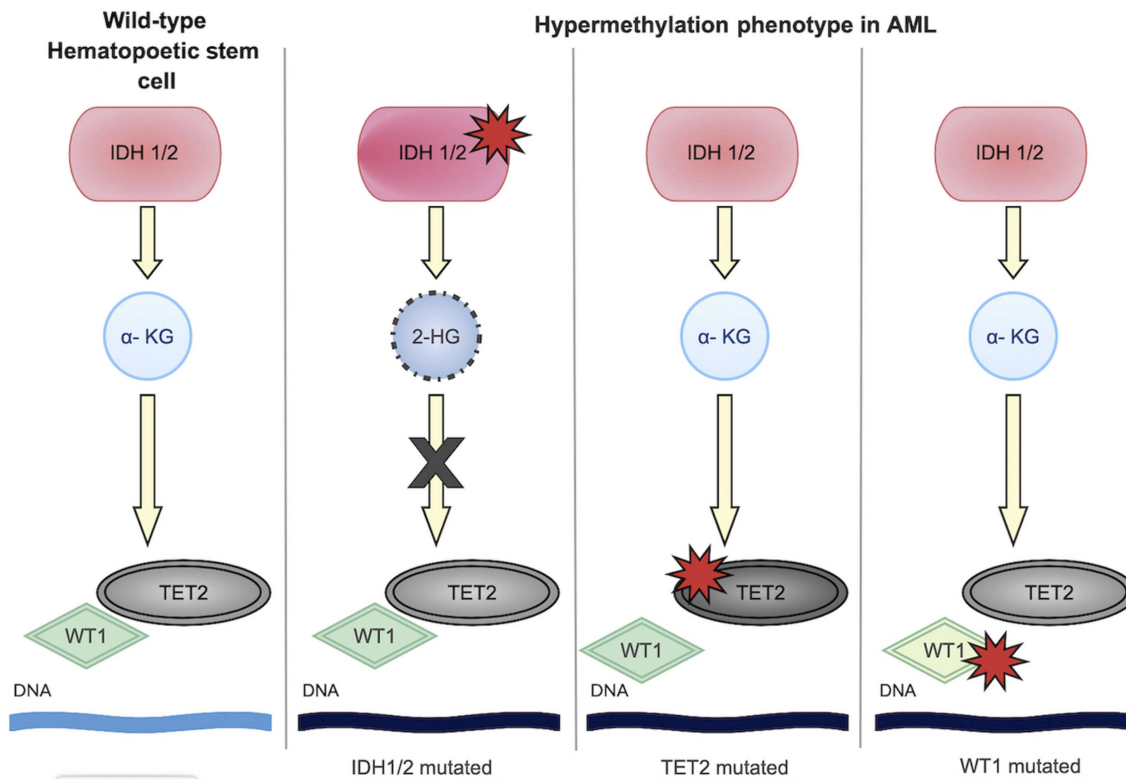 Wild-type
Hematopoetic stem
cell
Hypermethylation phenotype in AML
IDH 1/2
IDH 1/2
IDH 1/2
IDH 1/2
α- KG
2-HG
α- KG
α- KG
TET2
TET2
TET2
TET2
WT1
WT1
WT1
WT1
DNA
DNA
DNA
DNA
IDH1/2 mutated
TET2 mutated
WT1 mutated